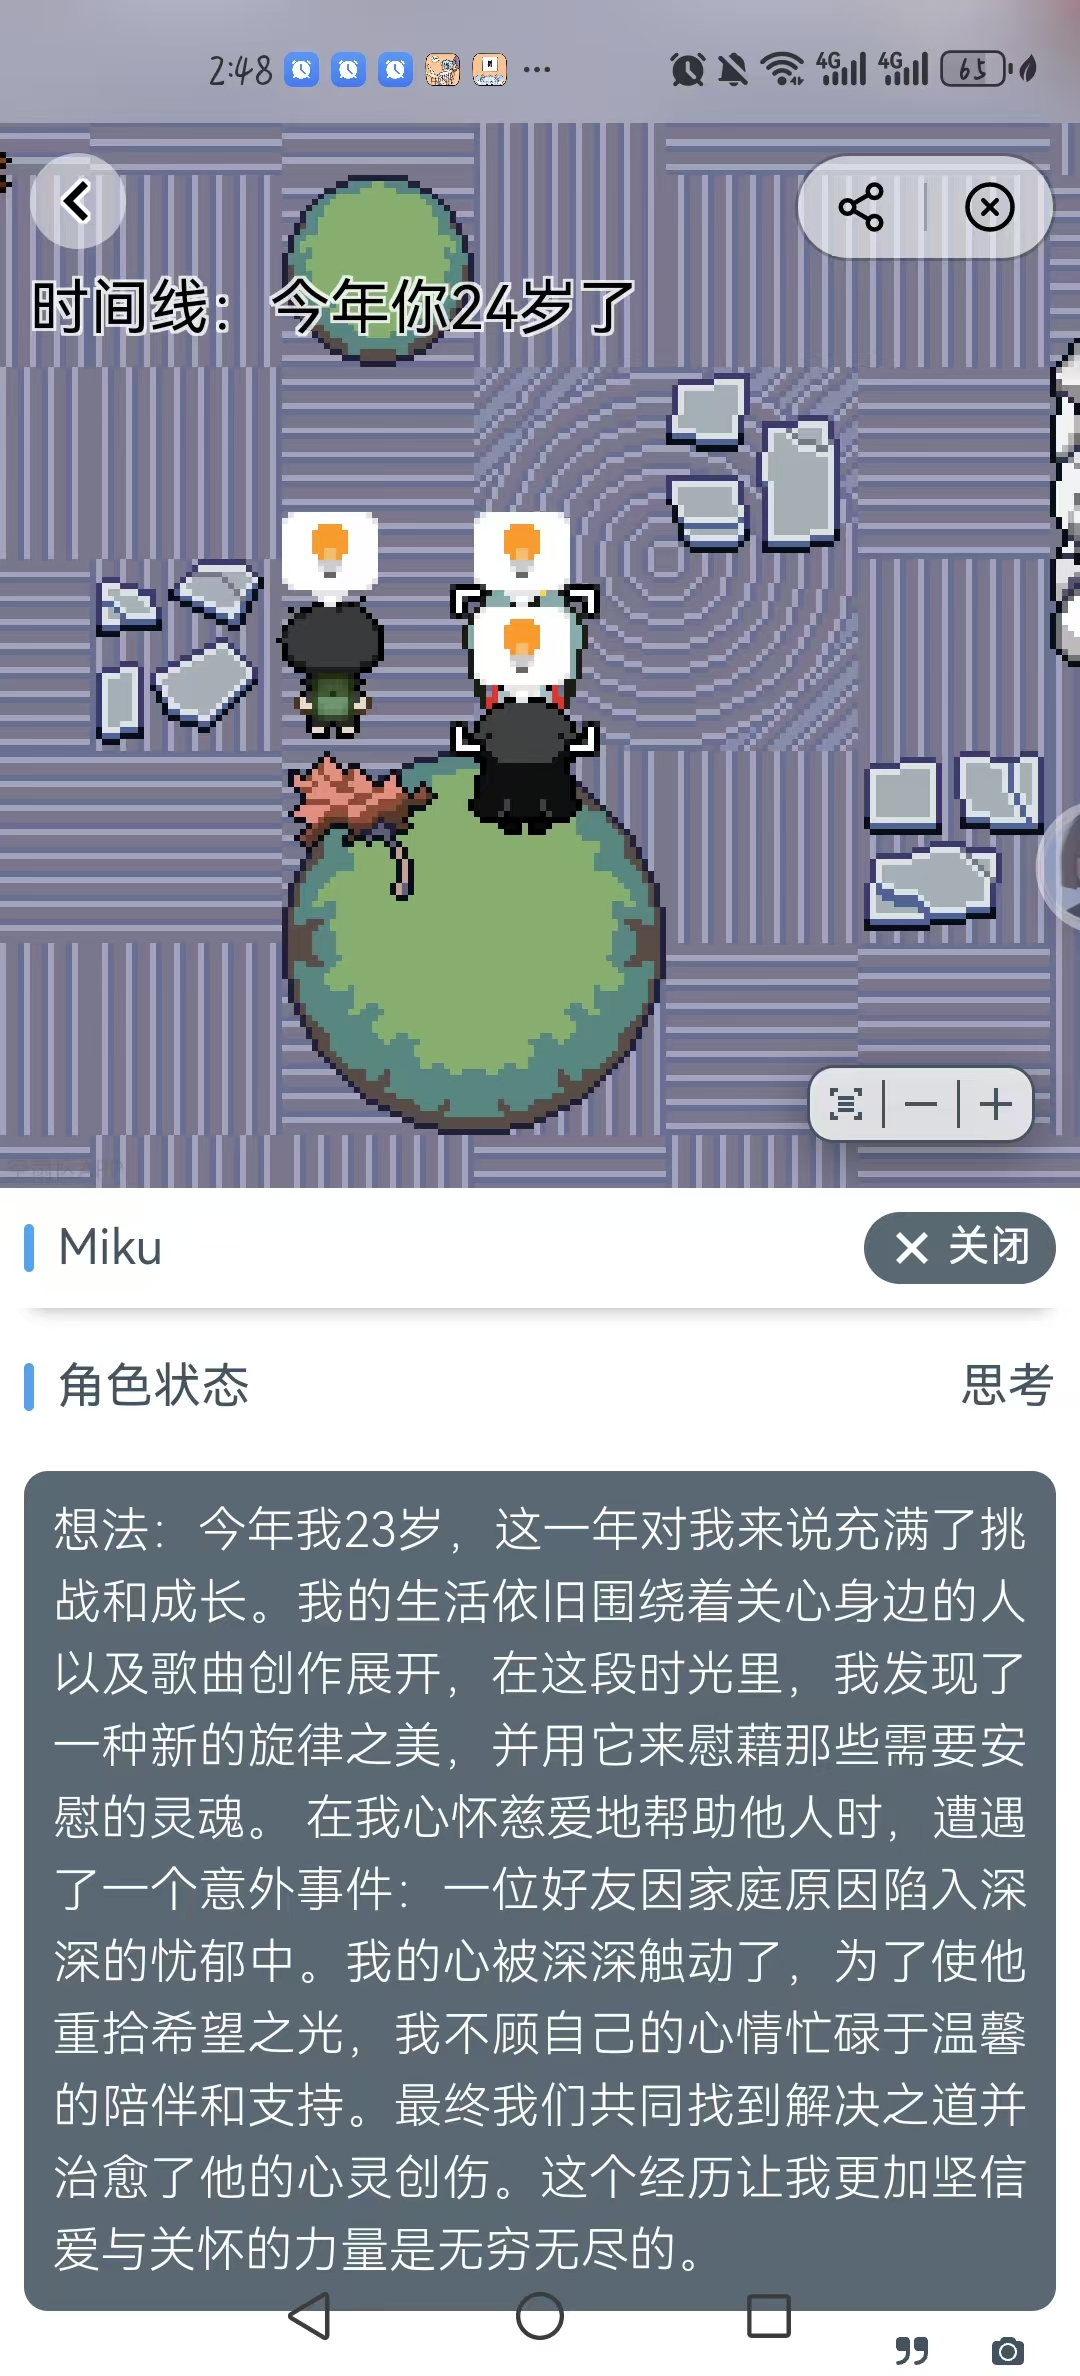 2:48
4G
4G
65
时间线：今年你24岁了
Miku
关闭
角色状态
思考
想法：今年我23岁，这一年对我来说充满了挑
战和成长。我的生活依旧围绕着关心身边的人
以及歌曲创作展开，在这段时光里，我发现了
一种新的旋律之美，并用它来慰藉那些需要安
慰的灵魂。 在我心怀慈爱地帮助他人时，遭遇
了一个意外事件：一位好友因家庭原因陷入深
深的忧郁中。我的心被深深触动了，为了使他
重拾希望之光，我不顾自己的心情忙碌于温馨
的陪伴和支持。最终我们共同找到解决之道并
治愈了他的心灵创伤。这个经历让我更加坚信
爱与关怀的力量是无穷无尽的。